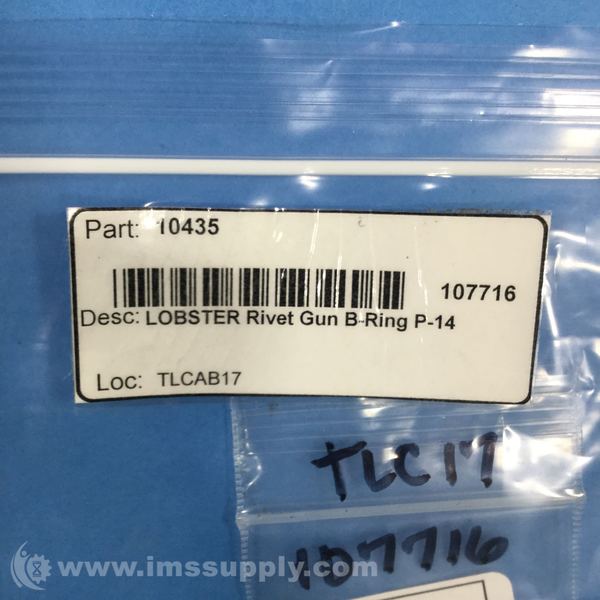 Part: 10435
107716
Desc: LOBSTER Rivet Gun B-Ring P-14
Loc: TLCAB17
TLC17
107716
www.imssupply.com